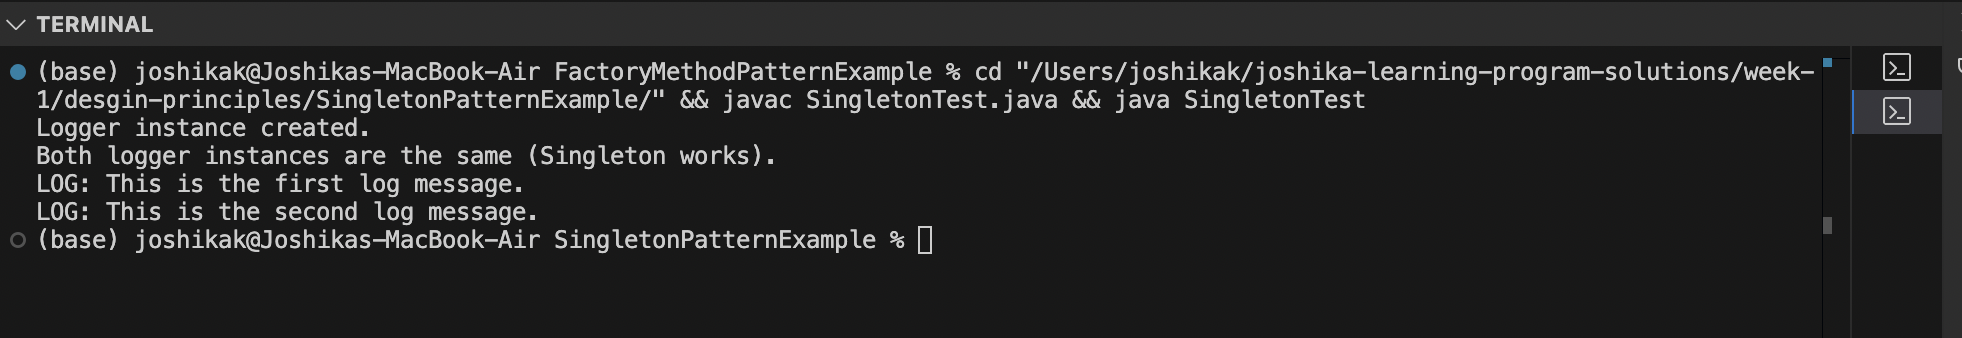 TERMINAL
(base) joshikak@Joshikas-MacBook-Air FactoryMethodPatternExample % cd "/Users/joshikak/joshika-learning-program-solutions/week-
1/desgin-principles/SingletonPatternExample/" && javac SingletonTest.java && java SingletonTest
Logger instance created.
Both logger instances are the same (Singleton works).
LOG: This is the first log message.
LOG: This is the second log message.
(base) joshikak@Joshikas-MacBook-Air SingletonPatternExample %